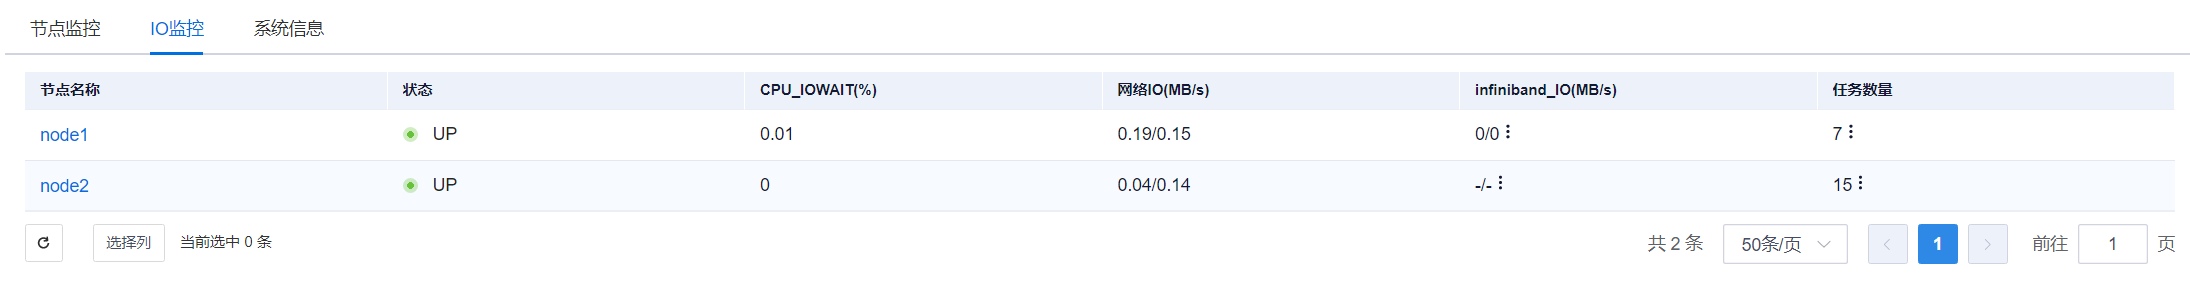 节点监控 IO监控 系统信息
节点名称 状态 CPU_IOWAIT(%) 网络IO(MB/s) infiniband_IO(MB/s) 任务数量
node1 UP 0.01 0.19/0.15 0/0 7
node2 UP 0 0.04/0.14 -/- 15
选择列 当前选中 0 条 共 2 条 50条/页 1 前往 1 页